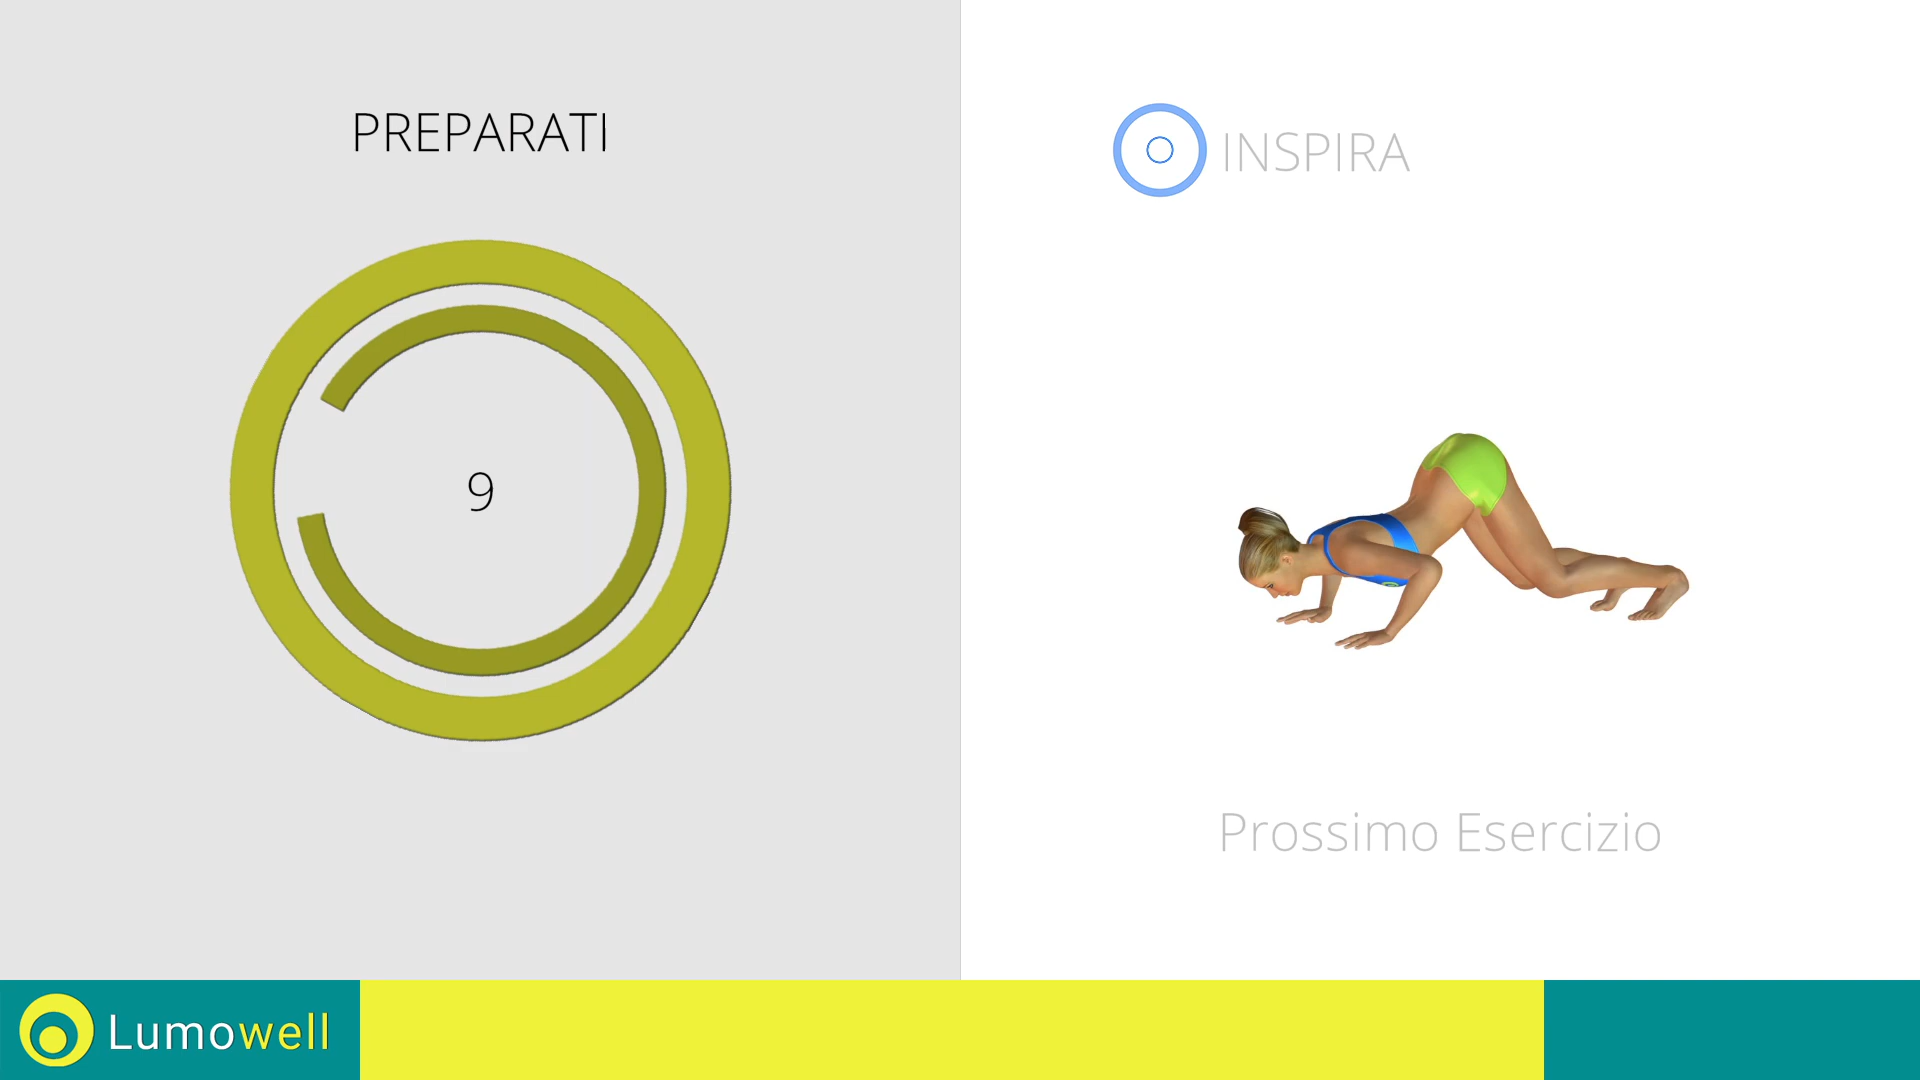 PREPARATI
9
INSPIRA
Prossimo Esercizio
Lumowell